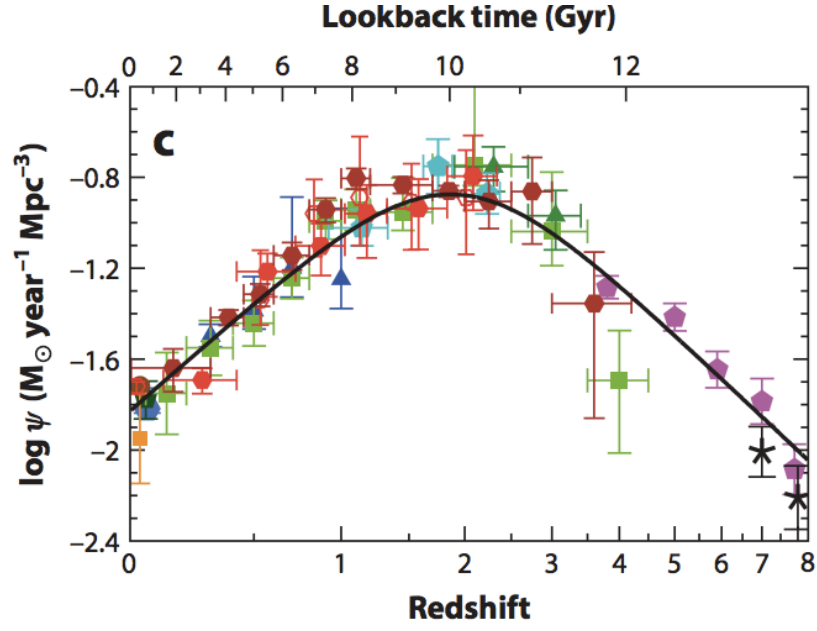 Lookback time (Gyr)
0 2 4 6 8 10 12
C
log ψ (M⊙ year−1 Mpc−3)
−0.4
−0.8
−1.2
−1.6
−2
−2.4
0 1 2 3 4 5 6 7 8
Redshift